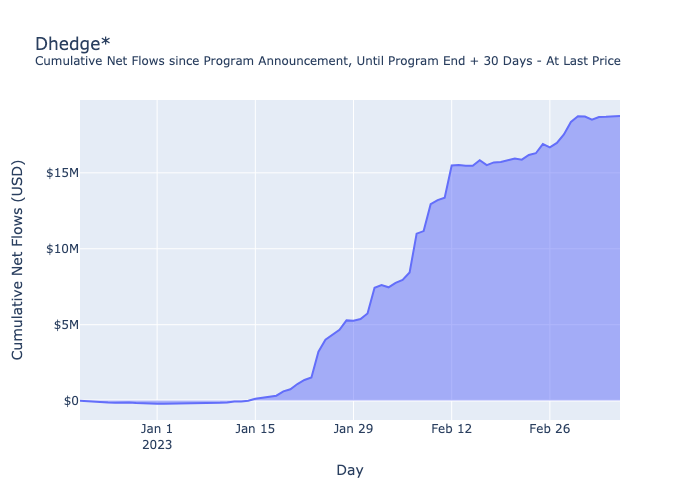 Dhedge*
Cumulative Net Flows since Program Announcement, Until Program End + 30 Days - At Last Price
Cumulative Net Flows (USD)
$15M
$10M
$5M
$0
Jan 1
2023
Jan 15
Jan 29
Feb 12
Feb 26
Day